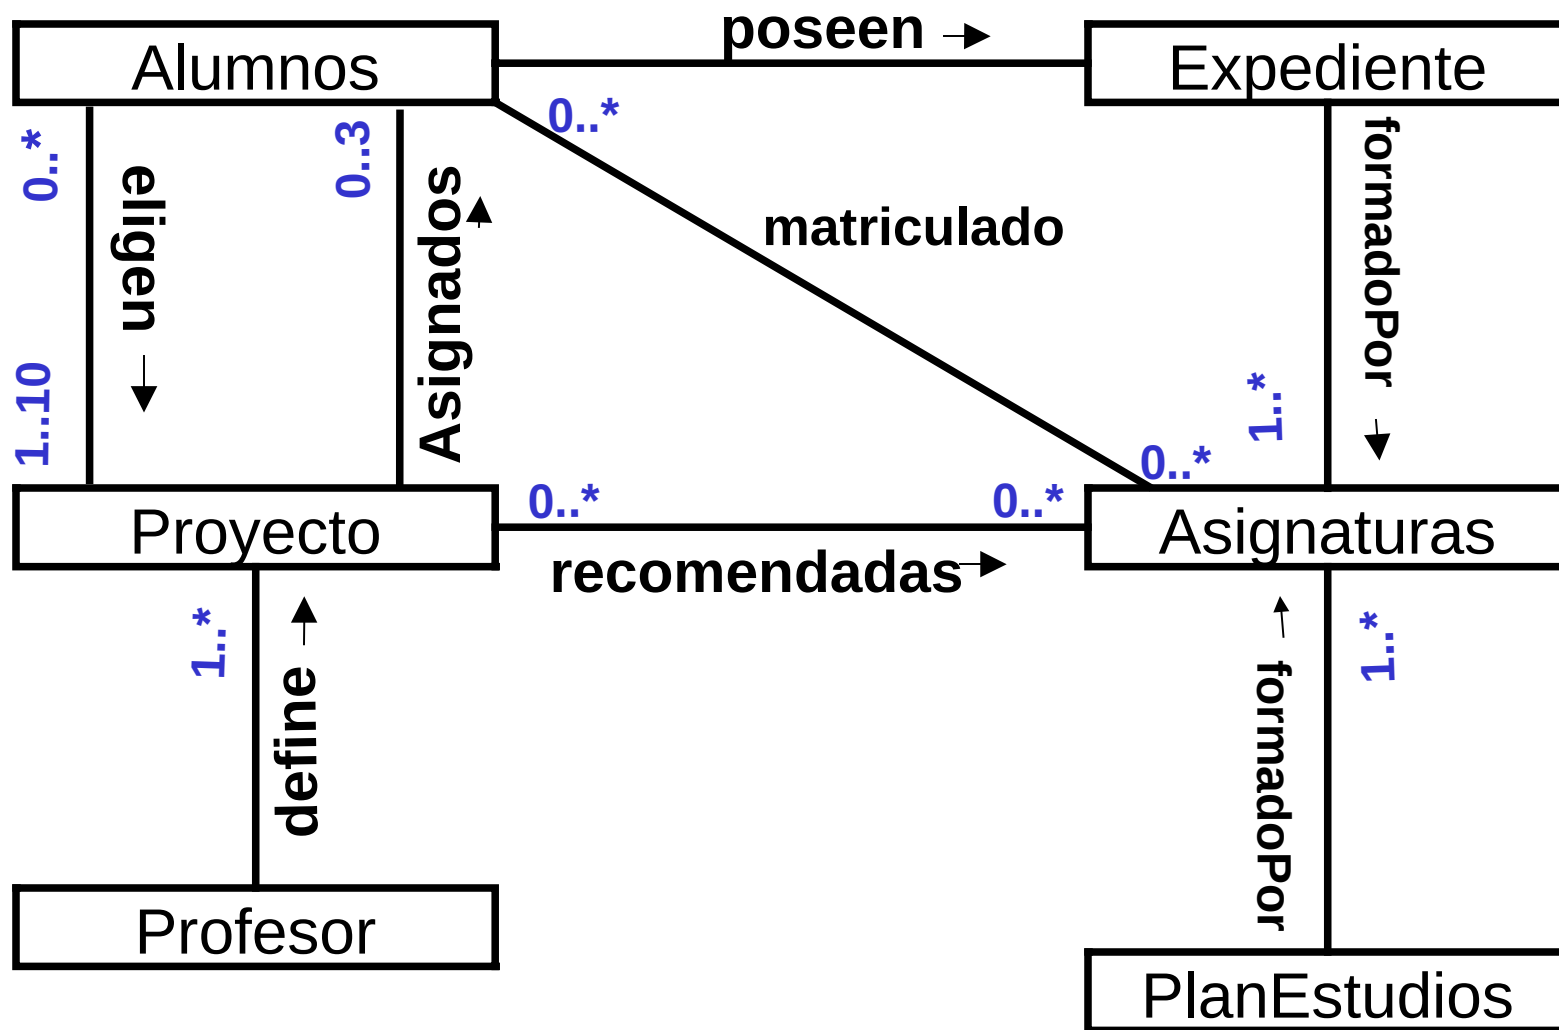 poseen
Alumnos
Expediente
0..*
0..*
0..3
eligen
Asignados
matriculado
formadoPor
1..10
1..*
0..*
0..*
0..*
Proyecto
Asignaturas
recomendadas
1..*
define
1..*
formadoPor
Profesor
PlanEstudios